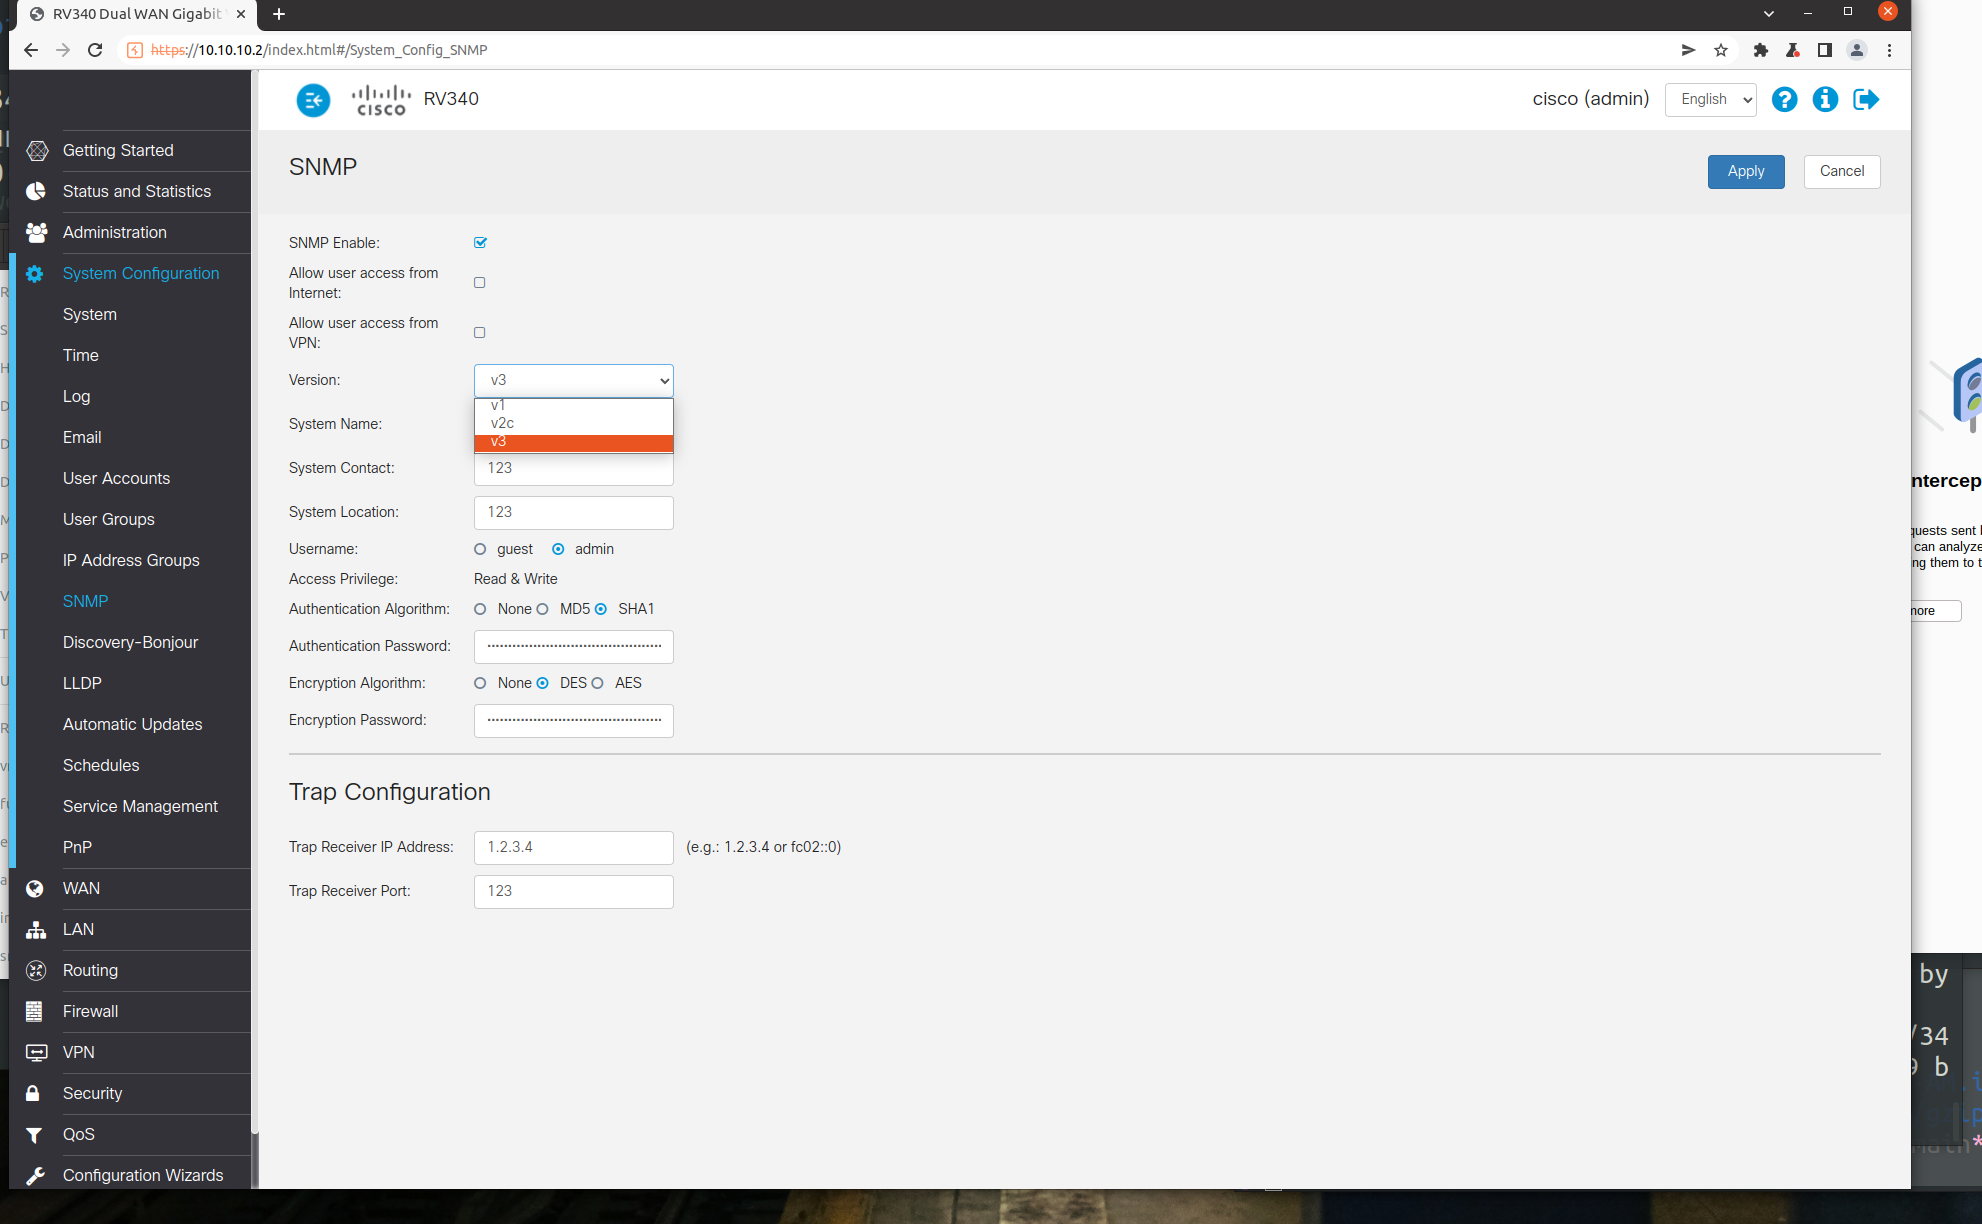 RV340 Dual WAN Gigabit
https://10.10.10.2/index.html#/System_Config_SNMP
CISCO RV340
cisco (admin)
English
SNMP
Apply
Cancel
Getting Started
Status and Statistics
Administration
System Configuration
System
Time
Log
Email
User Accounts
User Groups
IP Address Groups
SNMP
Discovery-Bonjour
LLDP
Automatic Updates
Schedules
Service Management
PnP
WAN
LAN
Routing
Firewall
VPN
Security
QoS
Configuration Wizards
SNMP Enable:
Allow user access from
Internet:
Allow user access from
VPN:
Version: v3
v1
v2c
v3
System Name:
System Contact: 123
System Location: 123
Username: guest admin
Access Privilege: Read & Write
Authentication Algorithm: None MD5 SHA1
Authentication Password:
Encryption Algorithm: None DES AES
Encryption Password:
Trap Configuration
Trap Receiver IP Address: 1.2.3.4 (e.g.: 1.2.3.4 or fc02::0)
Trap Receiver Port: 123
ntercep
quests sent
can analyze
ng them to t
more
by
/34
b